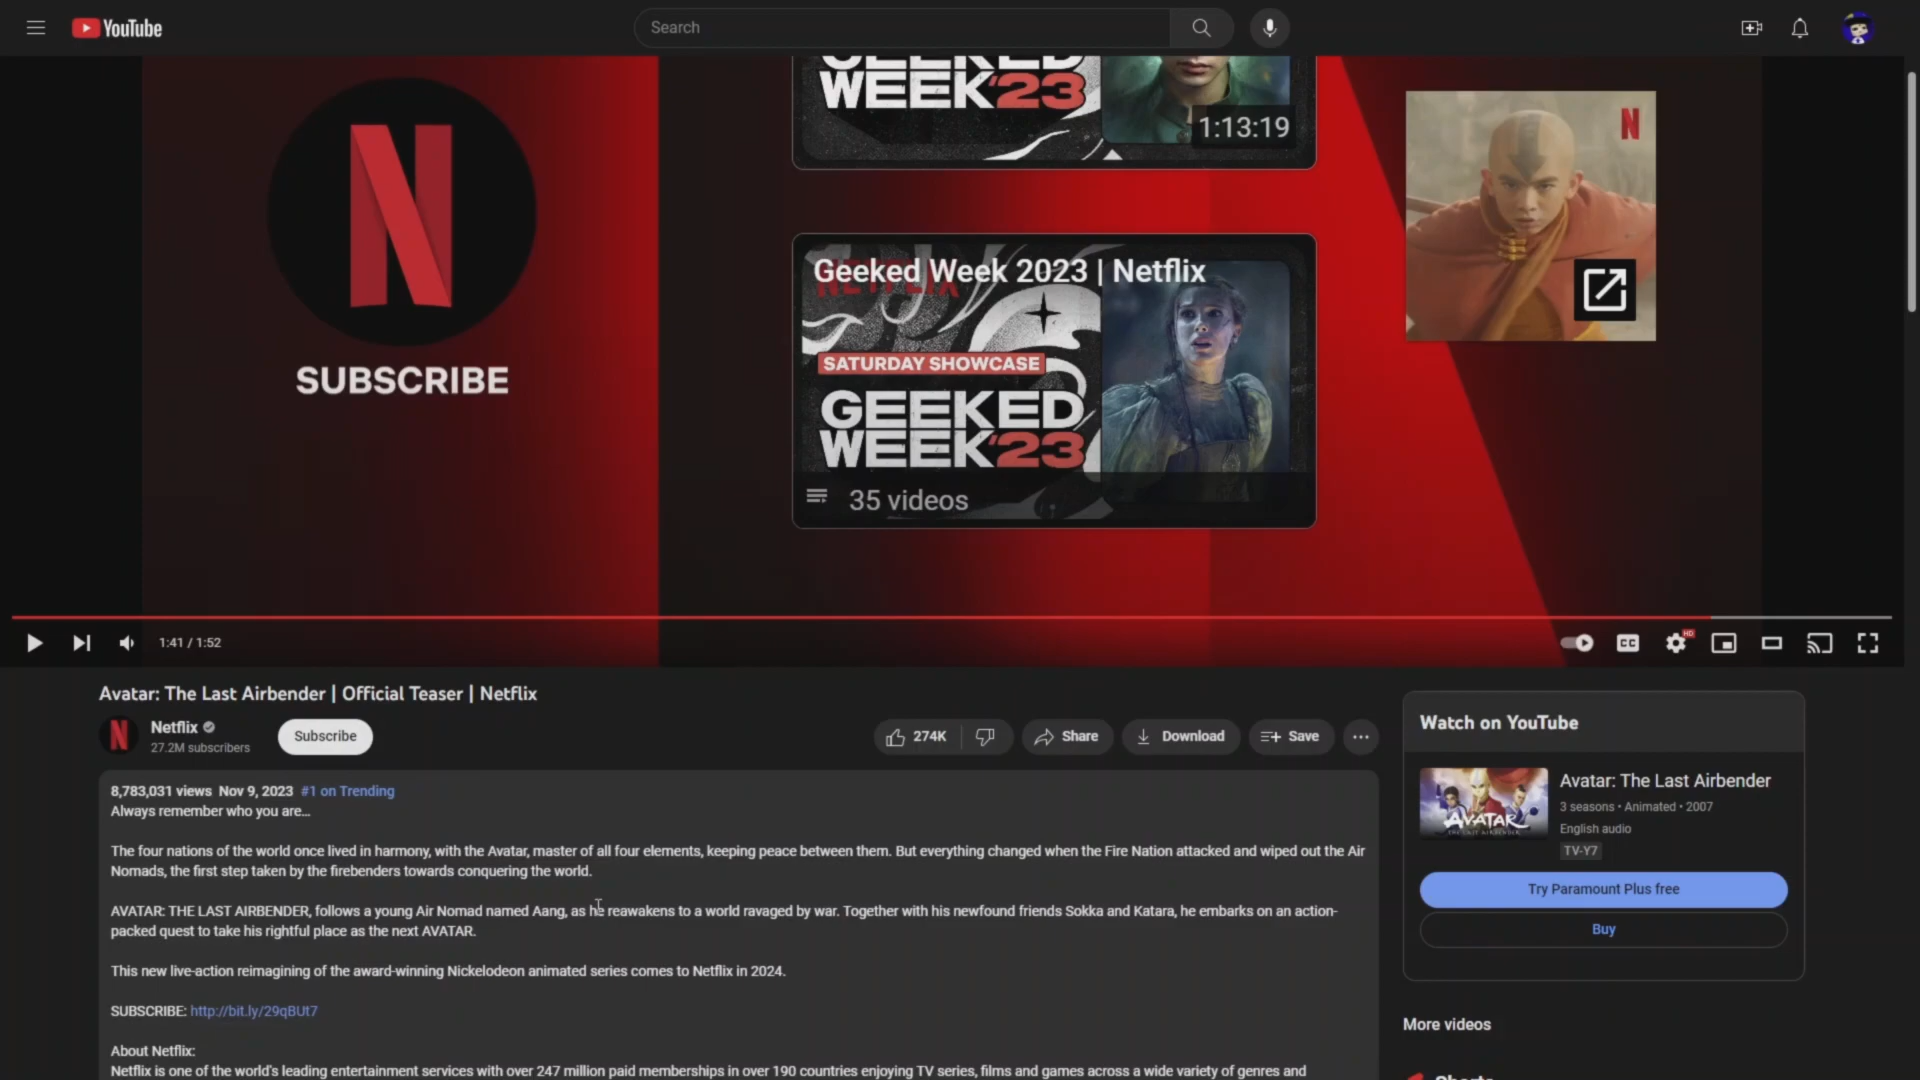 YouTube
Search
GEEKED
WEEK'23
1:13:19
SUBSCRIBE
Geeked Week 2023 | Netflix
SATURDAY SHOWCASE
GEEKED
WEEK'23
35 videos
1:41 / 1:52
CC
HD
Avatar: The Last Airbender | Official Teaser | Netflix
Netflix
27.2M subscribers
Subscribe
274K
Share
Download
Save
8,783,031 views Nov 9, 2023 #1 on Trending
Always remember who you are...
The four nations of the world once lived in harmony, with the Avatar, master of all four elements, keeping peace between them. But everything changed when the Fire Nation attacked and wiped out the Air
Nomads, the first step taken by the firebenders towards conquering the world.
AVATAR: THE LAST AIRBENDER, follows a young Air Nomad named Aang, as he reawakens to a world ravaged by war. Together with his newfound friends Sokka and Katara, he embarks on an action-
packed quest to take his rightful place as the next AVATAR.
This new live-action reimagining of the award-winning Nickelodeon animated series comes to Netflix in 2024.
SUBSCRIBE: http://bit.ly/29qBUt7
About Netflix:
Netflix is one of the world's leading entertainment services with over 247 million paid memberships in over 190 countries enjoying TV series, films and games across a wide variety of genres and
Watch on YouTube
AVATAR
THE LAST AIRBENDER
Avatar: The Last Airbender
3 seasons • Animated • 2007
English audio
TV-Y7
Try Paramount Plus free
Buy
More videos